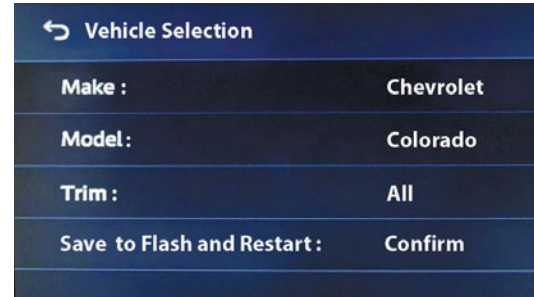 Vehicle Selection
Make : Chevrolet
Model : Colorado
Trim : All
Save to Flash and Restart : Confirm